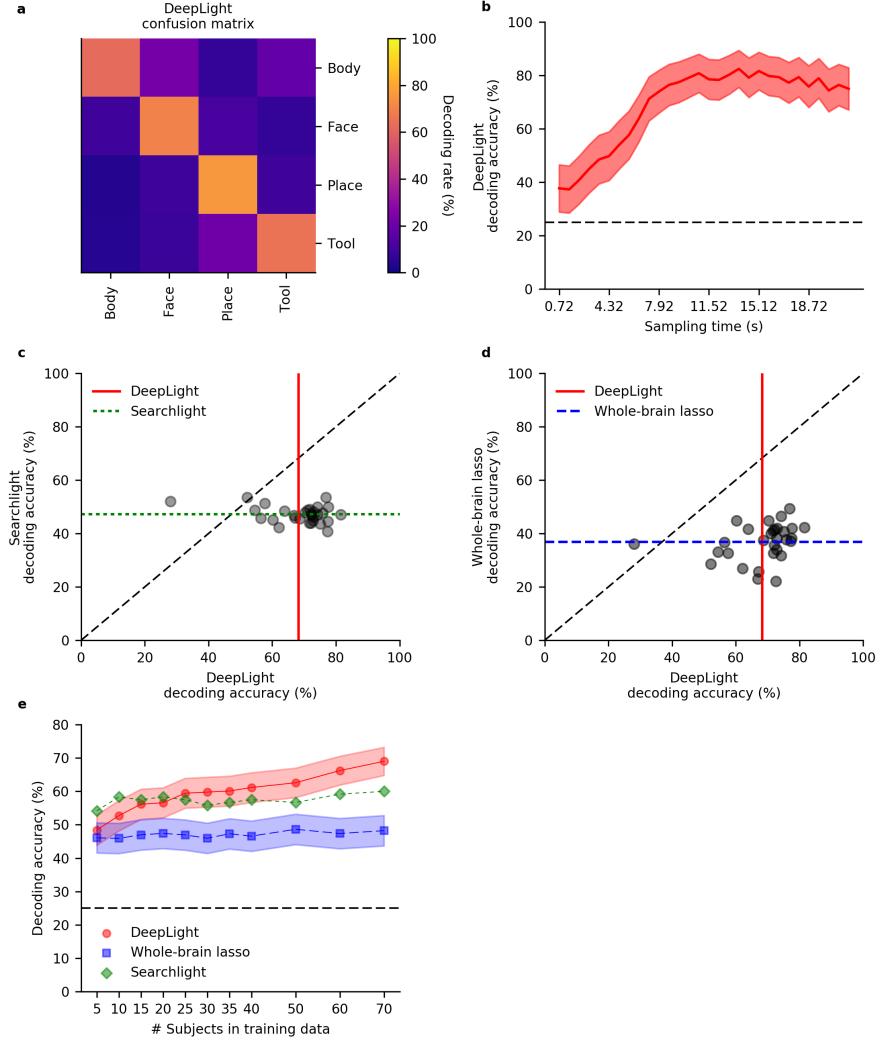 a
DeepLight
confusion matrix
Body
Face
Place
Tool
Body
Face
Place
Tool
100
80
60
40
20
0
Decoding rate (%)
b
100
80
60
40
20
0
DeepLight
decoding accuracy (%)
0.72 4.32 7.92 11.52 15.12 18.72
Sampling time (s)
c
100
80
60
40
20
0
Searchlight
decoding accuracy (%)
DeepLight
Searchlight
0 20 40 60 80 100
DeepLight
decoding accuracy (%)
d
100
80
60
40
20
0
Whole-brain lasso
decoding accuracy (%)
DeepLight
Whole-brain lasso
0 20 40 60 80 100
DeepLight
decoding accuracy (%)
e
80
70
60
50
40
30
20
10
0
Decoding accuracy (%)
DeepLight
Whole-brain lasso
Searchlight
5 10 15 20 25 30 35 40 50 60 70
# Subjects in training data